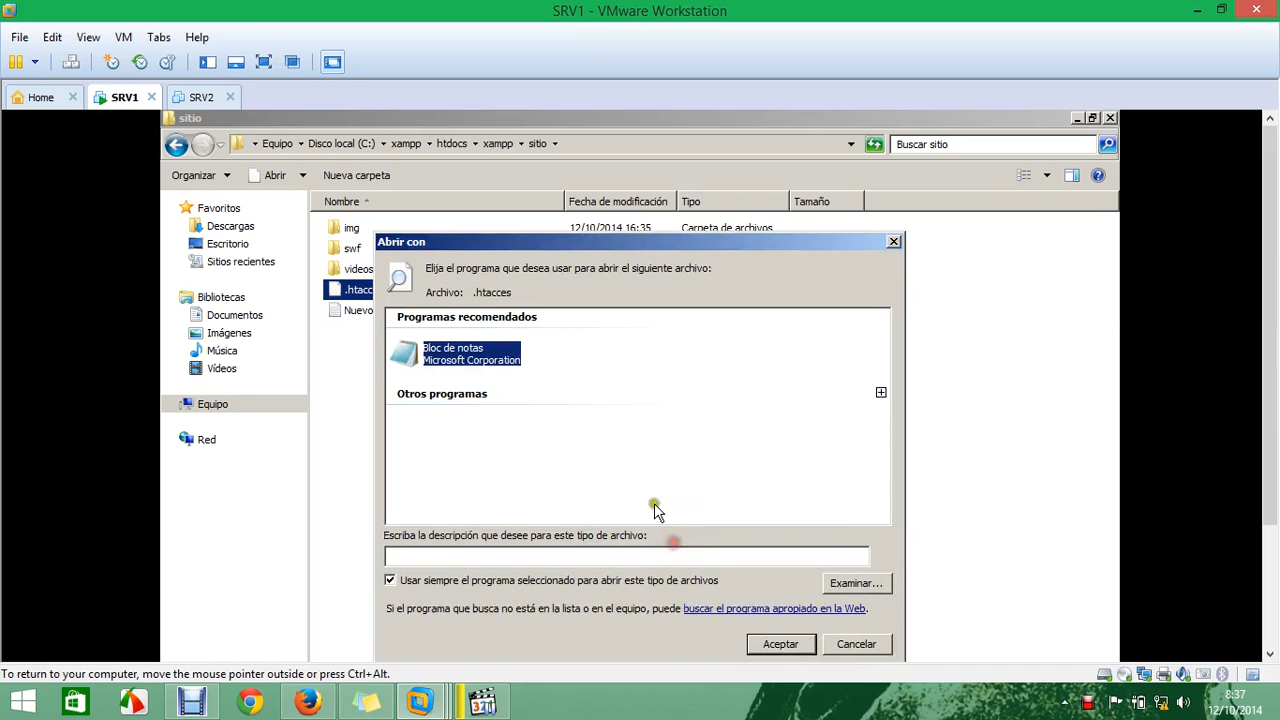 SRV1 - VMware Workstation
File Edit View VM Tabs Help
Home SRV1 SRV2
sitio
Equipo Disco local (C:) xampp htdocs xampp sitio
Buscar sitio
Organizar Abrir Nueva carpeta
Nombre Fecha de modificación Tipo Tamaño
Favoritos
Descargas
Escritorio
Sitios recientes
Bibliotecas
Documentos
Imágenes
Música
Vídeos
Equipo
Red
img 12/10/2014 16:35 Carpeta de archivos
swf
videos
.htacc
Nuevo
Abrir con
Elija el programa que desea usar para abrir el siguiente archivo:
Archivo: .htacces
Programas recomendados
Bloc de notas
Microsoft Corporation
Otros programas
Escriba la descripción que desee para este tipo de archivo:
Usar siempre el programa seleccionado para abrir este tipo de archivos
Examinar...
Si el programa que busca no está en la lista o en el equipo, puede buscar el programa apropiado en la Web.
Aceptar Cancelar
To return to your computer, move the mouse pointer outside or press Ctrl+Alt.
321
8:37
12/10/2014